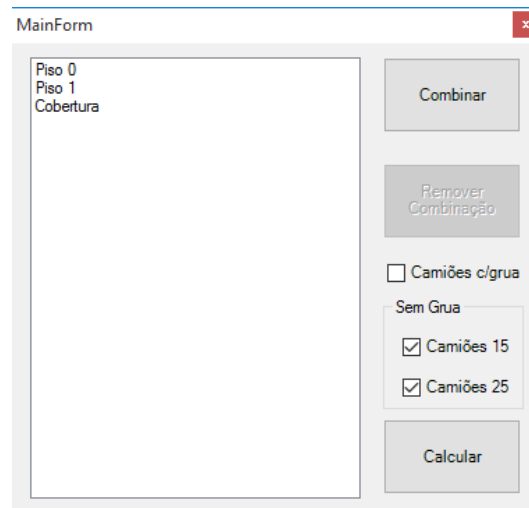 MainForm
x
Piso 0
Piso 1
Cobertura
Combinar
Remover
Combinação
Camiões c/grua
Sem Grua
Camiões 15
Camiões 25
Calcular